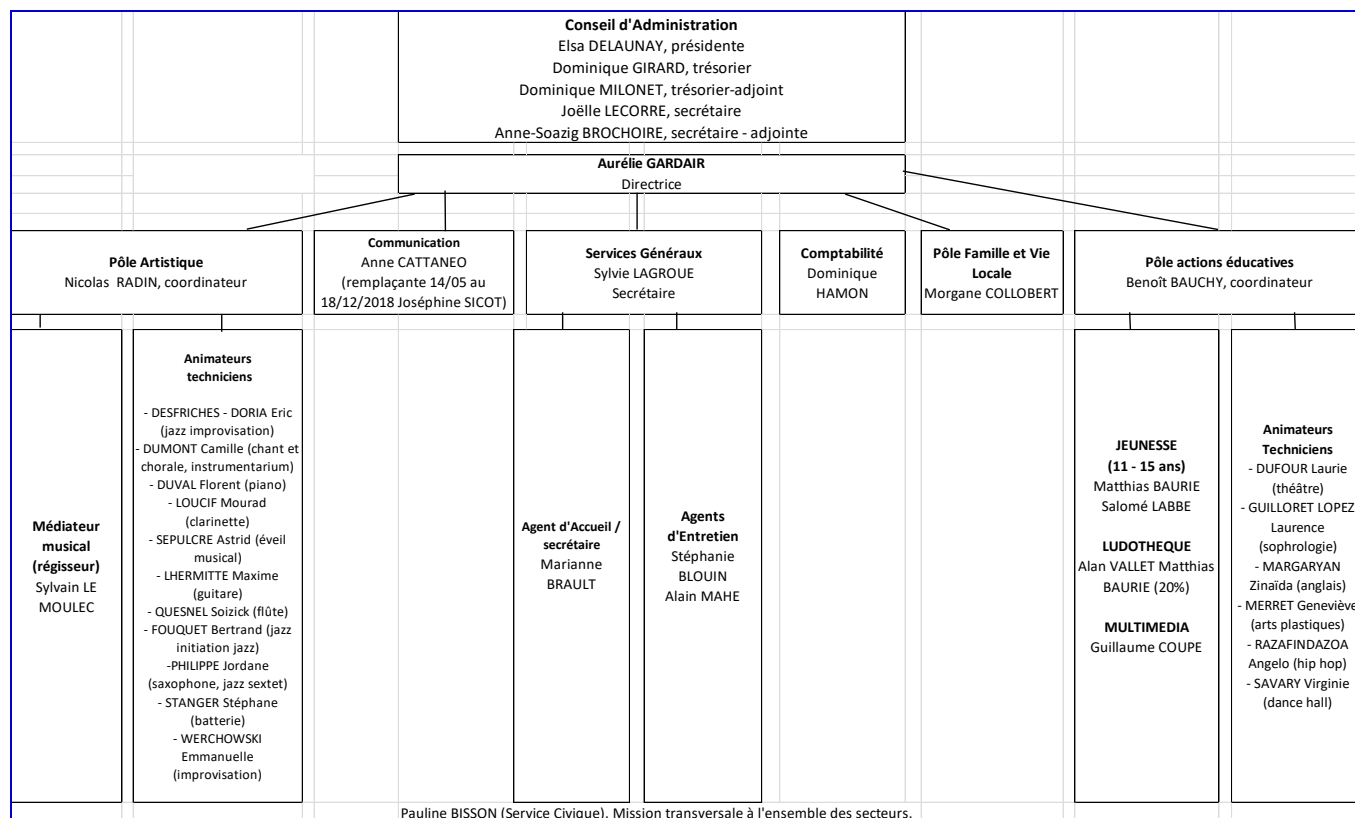 Conseil d'Administration
Elsa DELAUNAY, présidente
Dominique GIRARD, trésorier
Dominique MILONET, trésorier-adjoint
Joëlle LECORRE, secrétaire
Anne-Soazig BROCHOIRE, secrétaire - adjointe
Aurélie GARDAIR
Directrice
Pôle Artistique
Nicolas RADIN, coordinateur
Communication
Anne CATTANEO
(remplaçante 14/05 au
18/12/2018 Joséphine SICOT)
Services Généraux
Sylvie LAGROUE
Secrétaire
Comptabilité
Dominique
HAMON
Pôle Famille et Vie
Locale
Morgane COLLOBERT
Pôle actions éducatives
Benoît BAUCHY, coordinateur
Médiateur
musical
(régisseur)
Sylvain LE
MOULEC
Animateurs
techniciens
- DESFRICHES - DORIA Eric
(jazz improvisation)
- DUMONT Camille (chant et
chorale, instrumentarium)
- DUVAL Florent (piano)
- LOUCIF Mourad
(clarinette)
- SEPULCRE Astrid (éveil
musical)
- LHERMITTE Maxime
(guitare)
- QUESNEL Soizick (flûte)
- FOUQUET Bertrand (jazz
initiation jazz)
-PHILIPPE Jordane
(saxophone, jazz sextet)
- STANGER Stéphane
(batterie)
- WERCHOWSKI
Emmanuelle
(improvisation)
Agent d'Accueil /
secrétaire
Marianne
BRAULT
Agents
d'Entretien
Stéphanie
BLOUIN
Alain MAHE
JEUNESSE
(11 - 15 ans)
Matthias BAURIE
Salomé LABBE
LUDOTHEQUE
Alan VALLET Matthias
BAURIE (20%)
MULTIMEDIA
Guillaume COUPE
Animateurs
Techniciens
- DUFOUR Laurie
(théâtre)
- GUILLORET LOPEZ
Laurence
(sophrologie)
- MARGARYAN
Zinaïda (anglais)
- MERRET Geneviève
(arts plastiques)
- RAZAFINDAZOA
Angelo (hip hop)
- SAVARY Virginie
(dance hall)
Pauline BISSON (Service Civique). Mission transversale à l'ensemble des secteurs.